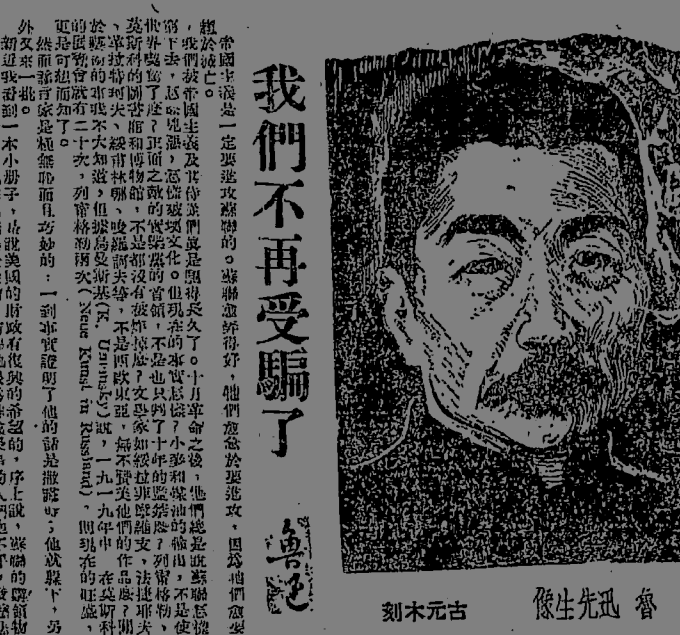 我們不再受騙了
魯迅
帝國主義是一定要進攻蘇聯的。蘇聯愈弄得好,他們愈急於要進攻,因爲他們愈要
趨於滅亡。
我們被帝國主義及其侍從們眞是騙得長久了。十月革命之後,他們總是說蘇聯怎麼
窮下去,怎麼兇惡,怎麼破壞文化。但現在的事實怎樣?小麥和煤油的輸出,不是使
世界吃驚了麼?正面之敵的實業黨的首領,不是也只判了十年的監禁麼?列甯格勒,
莫斯科的圖書館和博物館,不是都沒有被炸掉麼?文學家如綏拉菲摩維支,法捷耶夫
,革拉特珂夫,綏甫林娜,唆羅訶夫等,不是西歐東亞,無不讚美他們的作品麼?關
於藝術的事我不大知道,但據烏曼斯基(K. Umansky)說,一九一九年中,在莫斯科
的展覽會就有二十次,列甯格勒兩次(Neue Kunst in Russland),則現在的旺盛,
更是可想而知了。
然而謠言家是極無恥而且巧妙的,一到事實證明了他的話是撒謊時,他就躲下,另
外又來一批。
新近我看到一本小冊子,是說美國的財政有復興的希望的,序上說,蘇聯的購領物
魯迅先生像
古元木刻